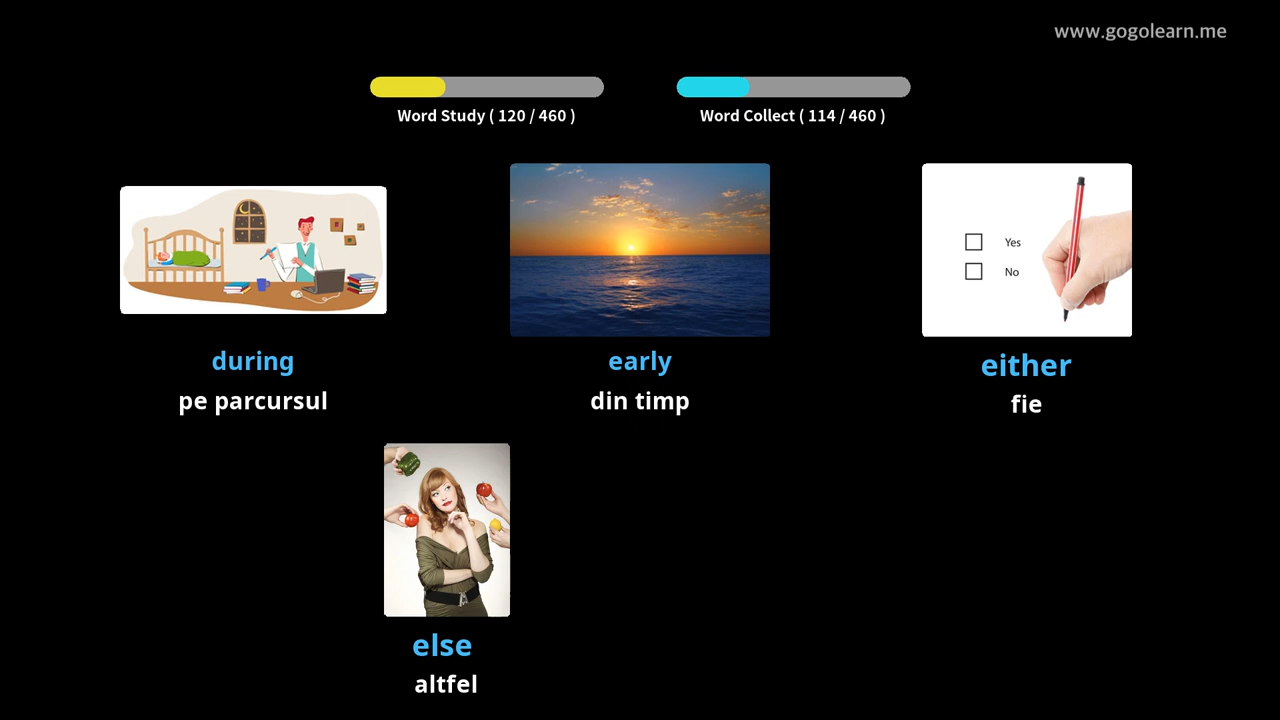 www.gogolearn.me
Word Study ( 120 / 460 )
Word Collect ( 114 / 460 )
Yes
No
during
pe parcursul
early
din timp
either
fie
else
altfel